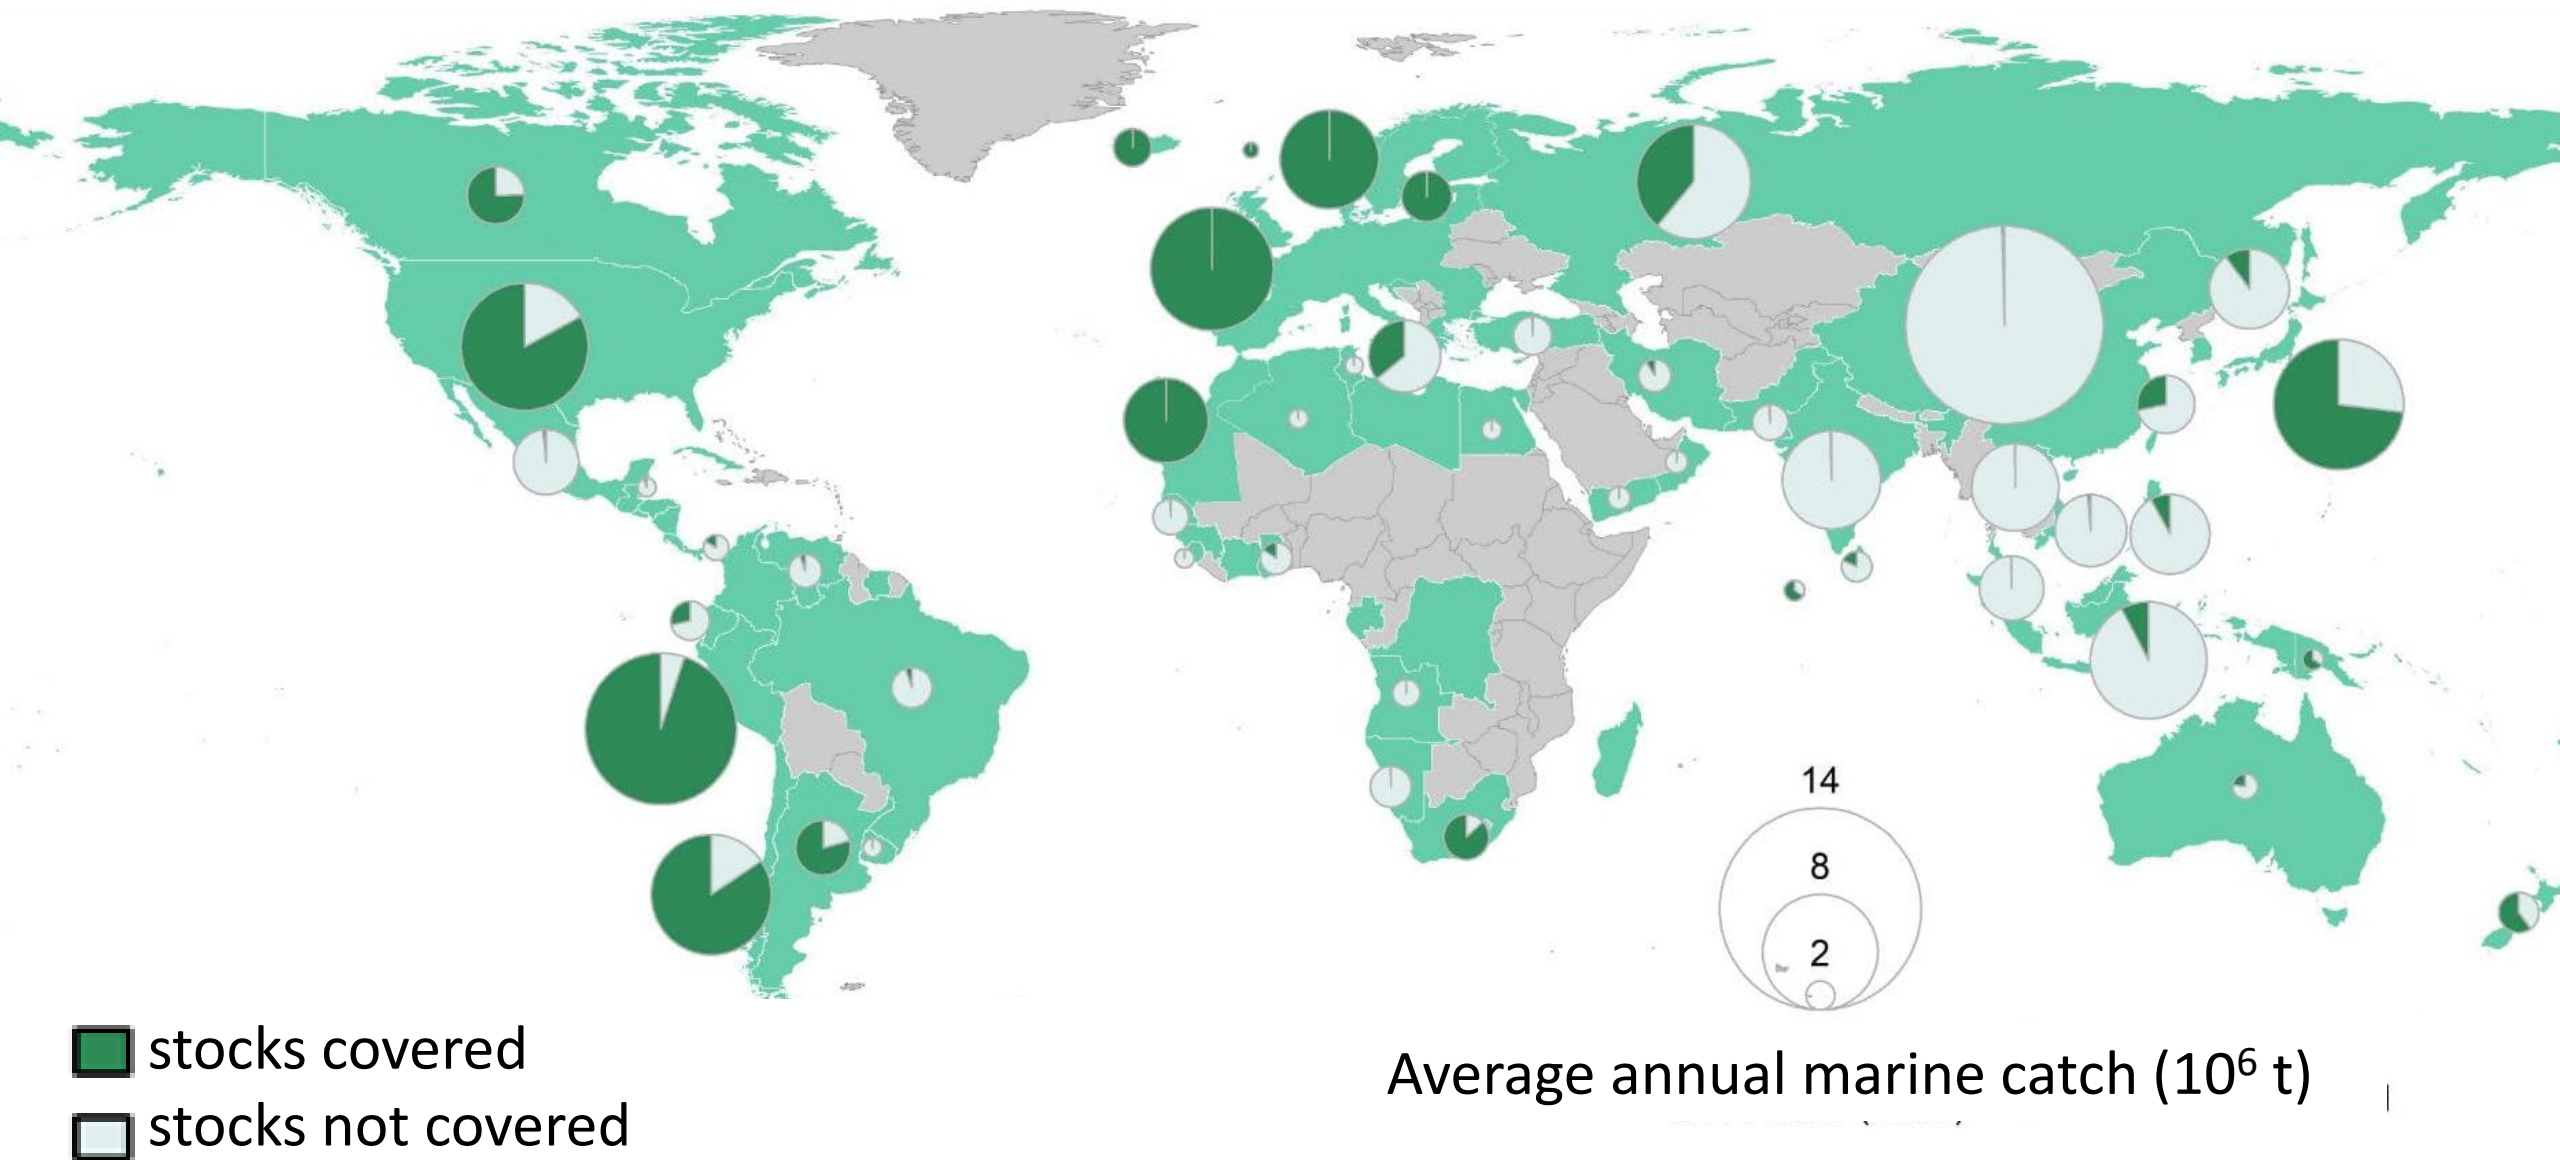 14
8
2
stocks covered
stocks not covered
Average annual marine catch (10⁶ t)